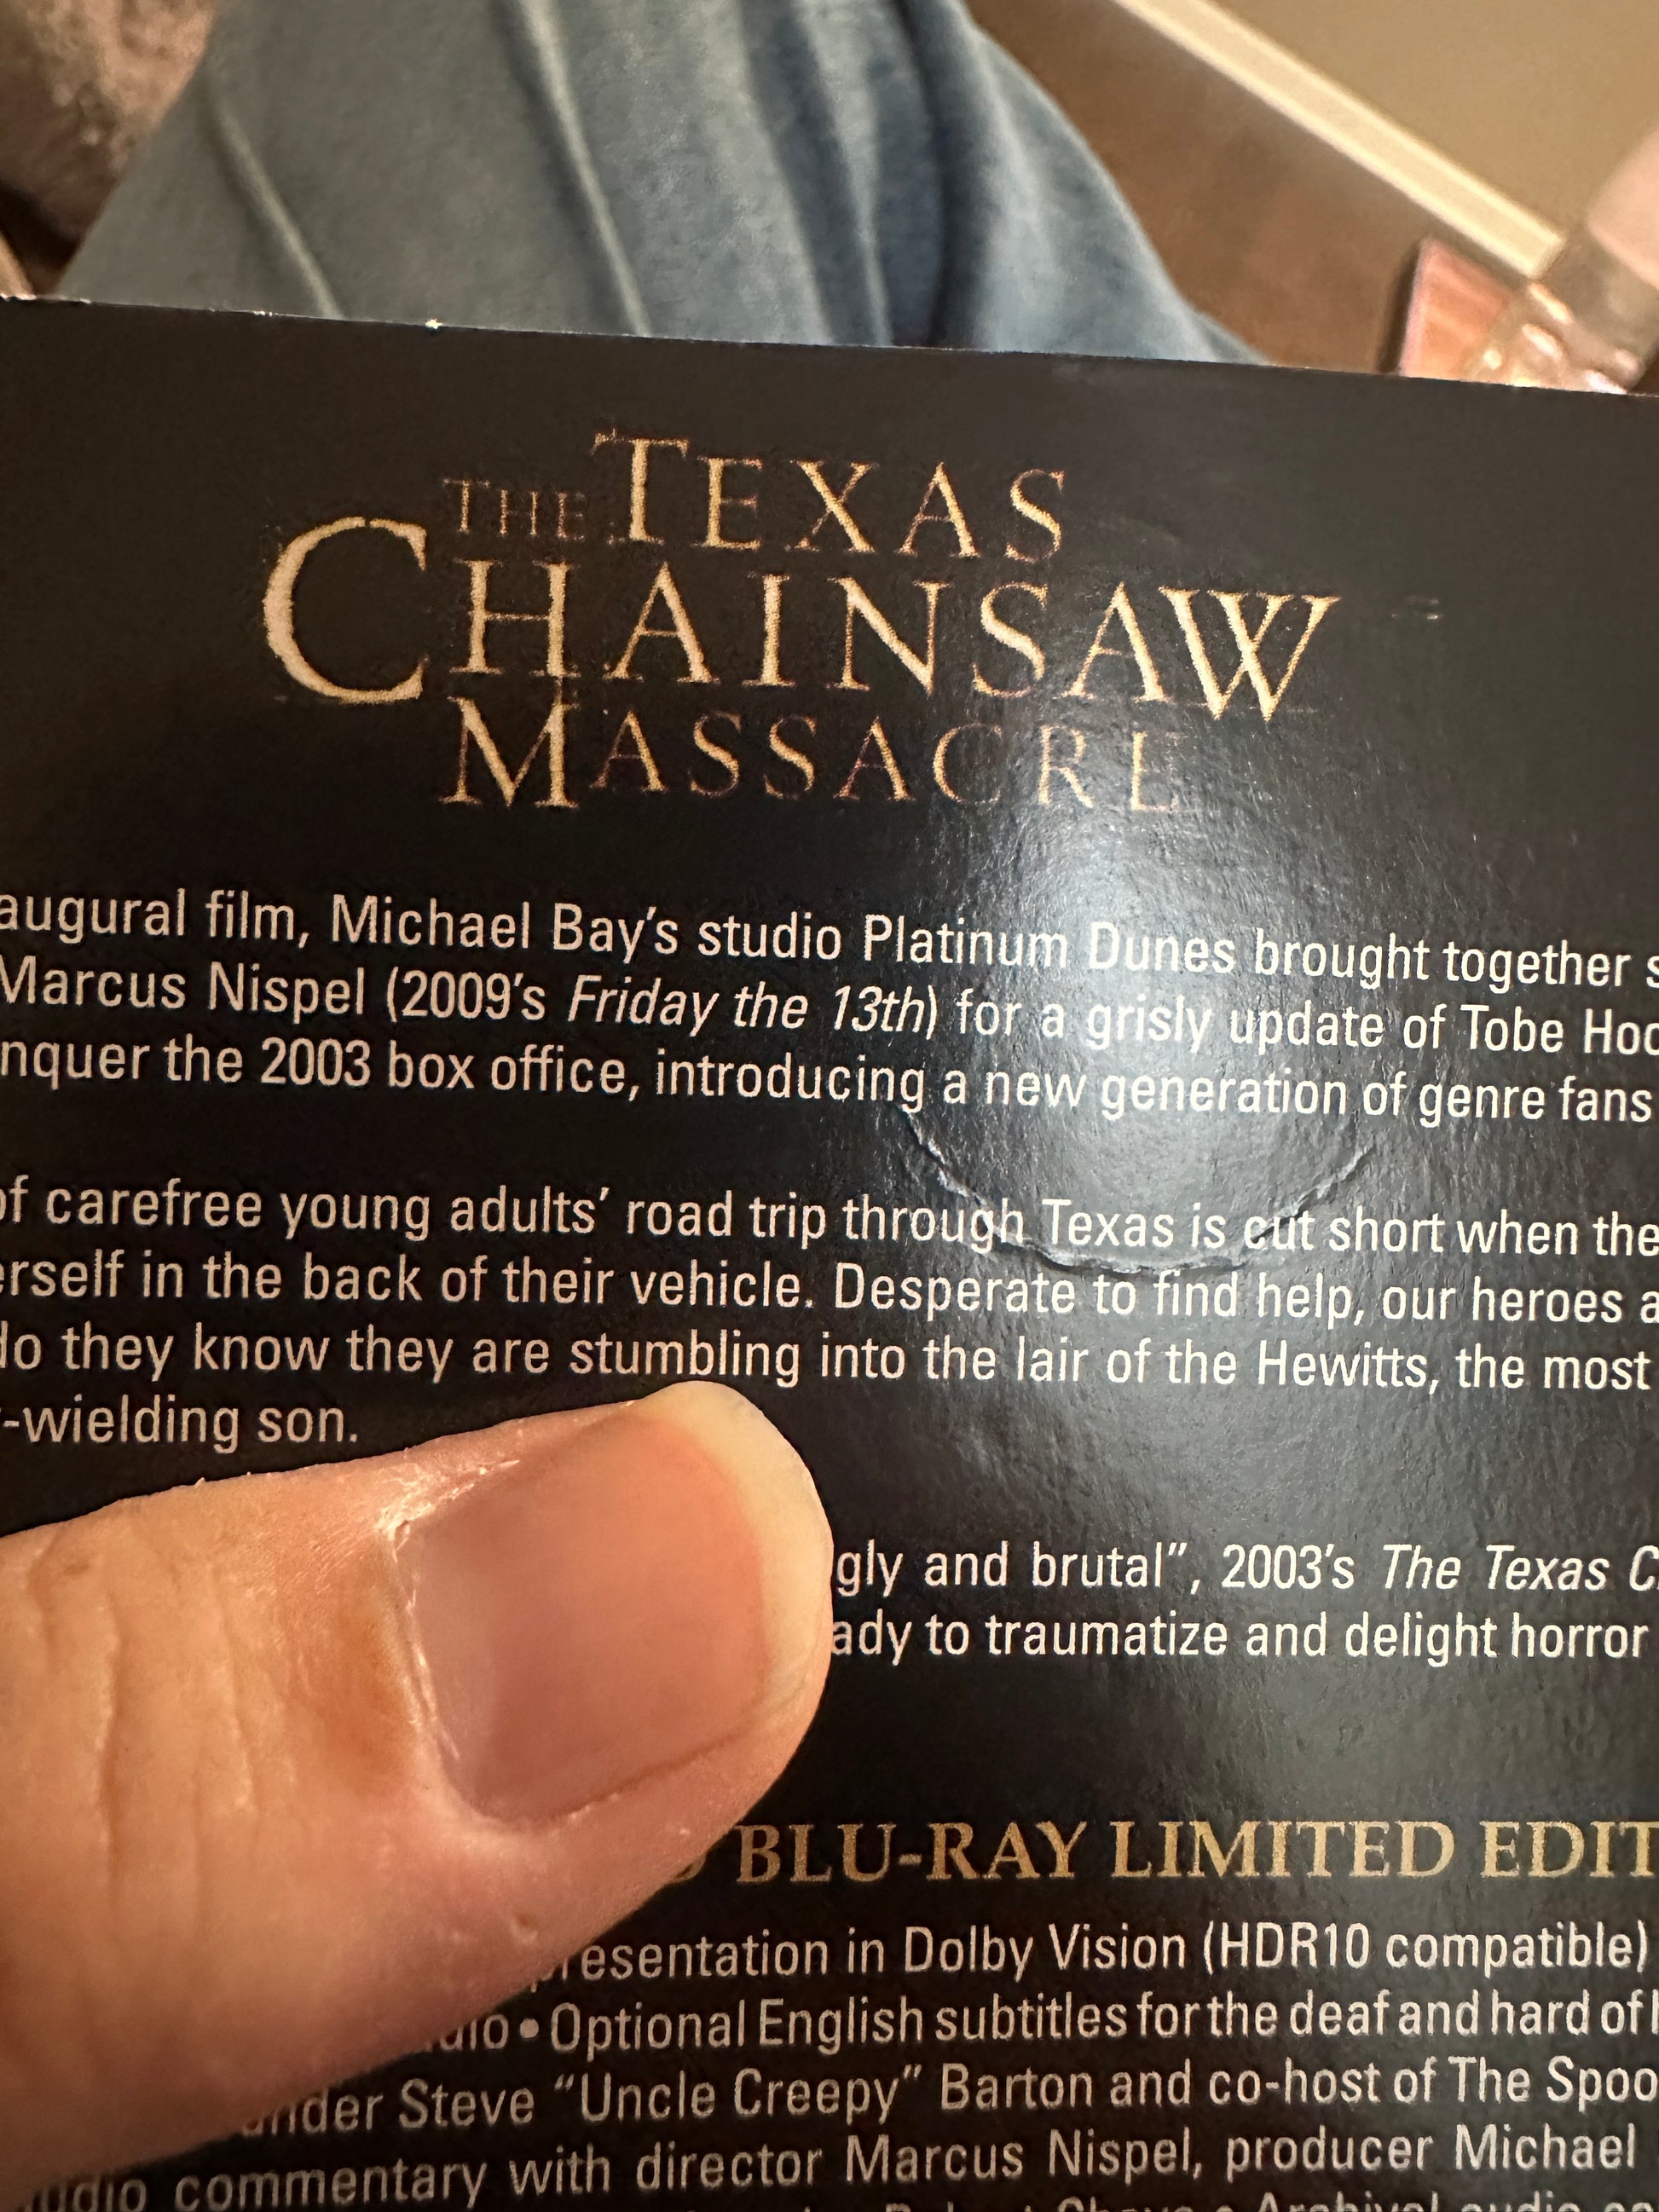 THE TEXAS
CHAINSAW
MASSACRE
augural film, Michael Bay's studio Platinum Dunes brought together s
Marcus Nispel (2009's Friday the 13th) for a grisly update of Tobe Hoo
nquer the 2003 box office, introducing a new generation of genre fans
of carefree young adults' road trip through Texas is cut short when the
erself in the back of their vehicle. Desperate to find help, our heroes a
do they know they are stumbling into the lair of the Hewitts, the most
-wielding son.
gly and brutal", 2003's The Texas C
ady to traumatize and delight horror
BLU-RAY LIMITED EDIT
resentation in Dolby Vision (HDR10 compatible)
dio • Optional English subtitles for the deaf and hard of h
nder Steve "Uncle Creepy" Barton and co-host of The Spoo
udio commentary with director Marcus Nispel, producer Michael